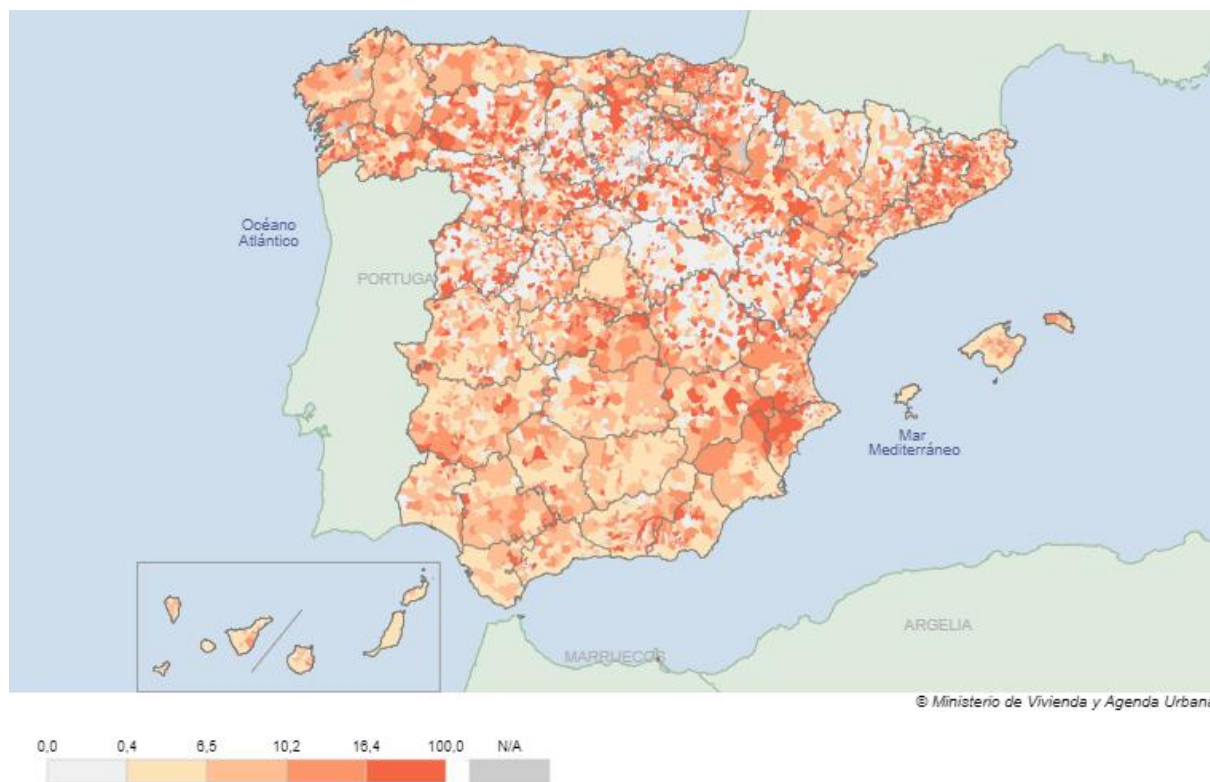 Océano
Atlántico
PORTUGA
Mar
Mediterráneo
ARGELIA
MARRUECOS
© Ministerio de Vivienda y Agenda Urbana
0,0 0,4 6,5 10,2 16,4 100,0 N/A